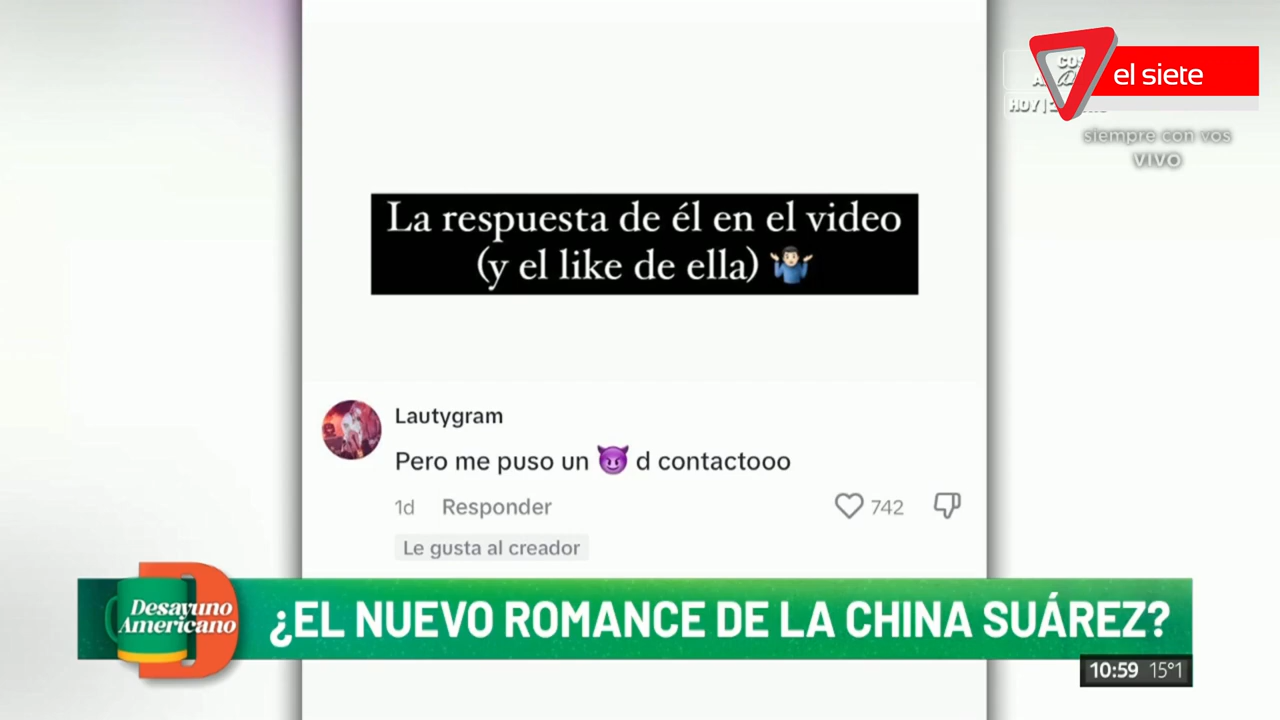 el siete
siempre con vos
VIVO
La respuesta de él en el video
(y el like de ella) 🤷🏻‍♂️
Lautygram
Pero me puso un 😈 d contactooo
1d Responder
742
Le gusta al creador
Desayuno
Americano
¿EL NUEVO ROMANCE DE LA CHINA SUÁREZ?
10:59 15°1